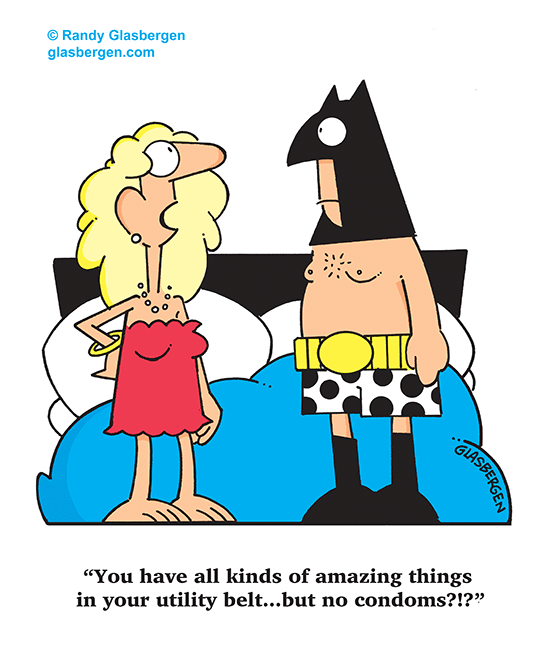 © Randy Glasbergen
glasbergen.com
GLASBERGEN
“You have all kinds of amazing things
in your utility belt...but no condoms?!?”